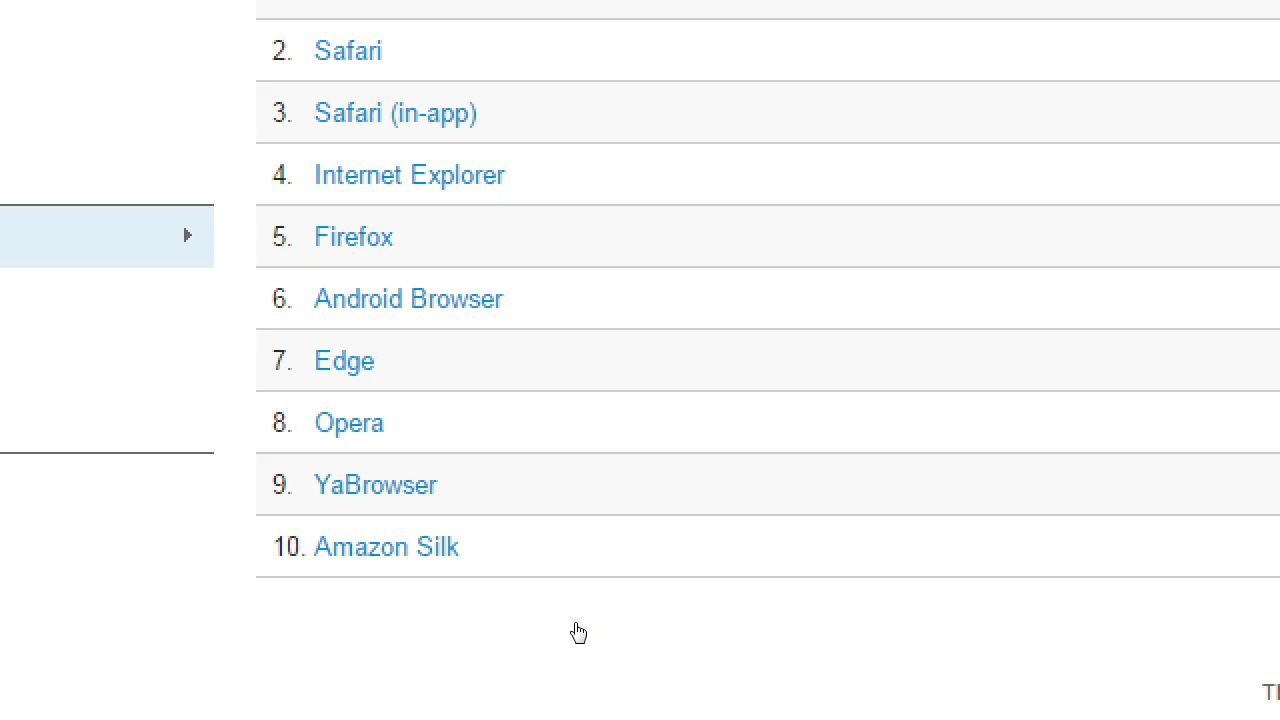 2. Safari
3. Safari (in-app)
4. Internet Explorer
5. Firefox
6. Android Browser
7. Edge
8. Opera
9. YaBrowser
10. Amazon Silk